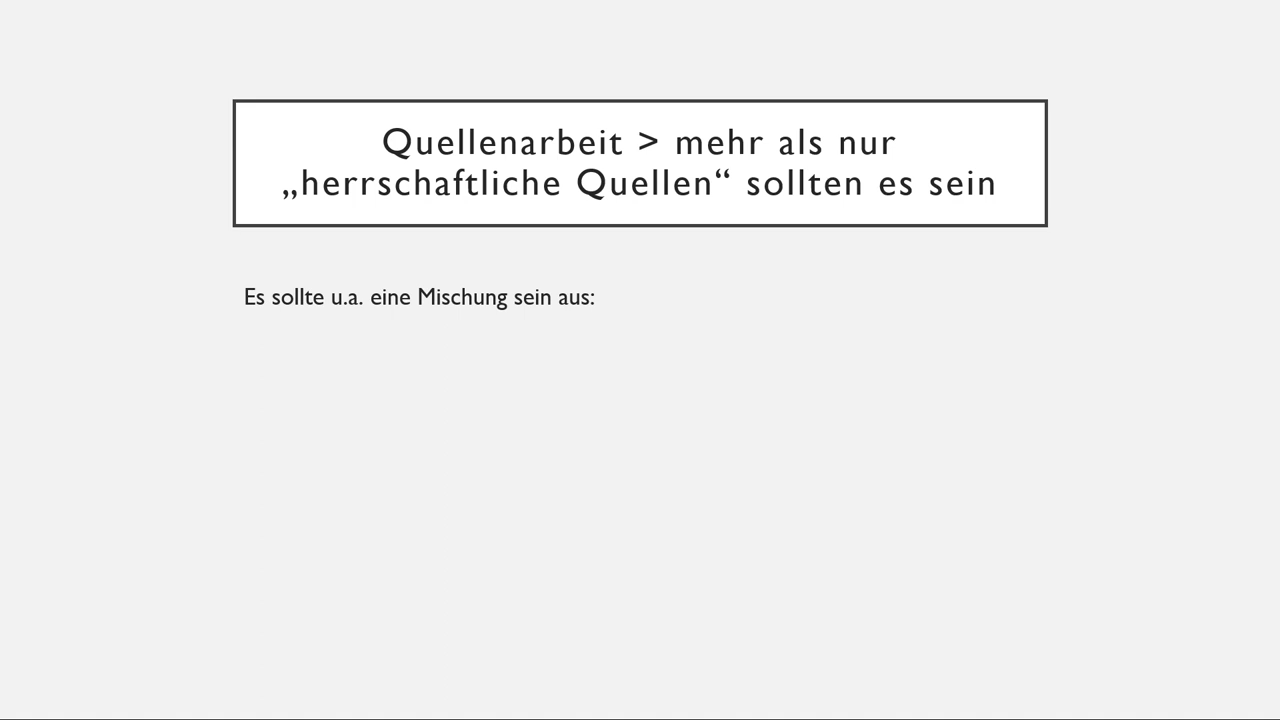 Quellenarbeit > mehr als nur
„herrschaftliche Quellen“ sollten es sein
Es sollte u.a. eine Mischung sein aus: